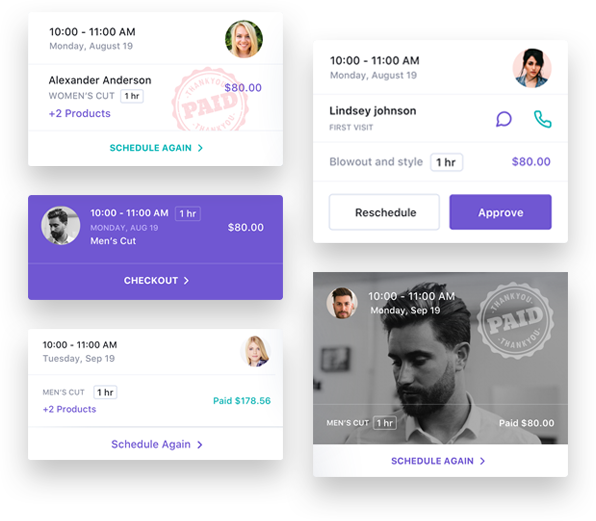 10:00 - 11:00 AM
Monday, August 19
Alexander Anderson
WOMEN'S CUT 1 hr
+2 Products
$80.00
THANKYOU
PAID
THANKYOU
SCHEDULE AGAIN >
10:00 - 11:00 AM 1 hr
MONDAY, AUG 19
Men's Cut
$80.00
CHECKOUT >
10:00 - 11:00 AM
Tuesday, Sep 19
MEN'S CUT 1 hr
+2 Products
Paid $178.56
Schedule Again >
10:00 - 11:00 AM
Monday, August 19
Lindsey johnson
FIRST VISIT
Blowout and style 1 hr $80.00
Reschedule Approve
10:00 - 11:00 AM
Monday, Sep 19
THANKYOU
PAID
THANKYOU
MEN'S CUT 1 hr Paid $80.00
SCHEDULE AGAIN >